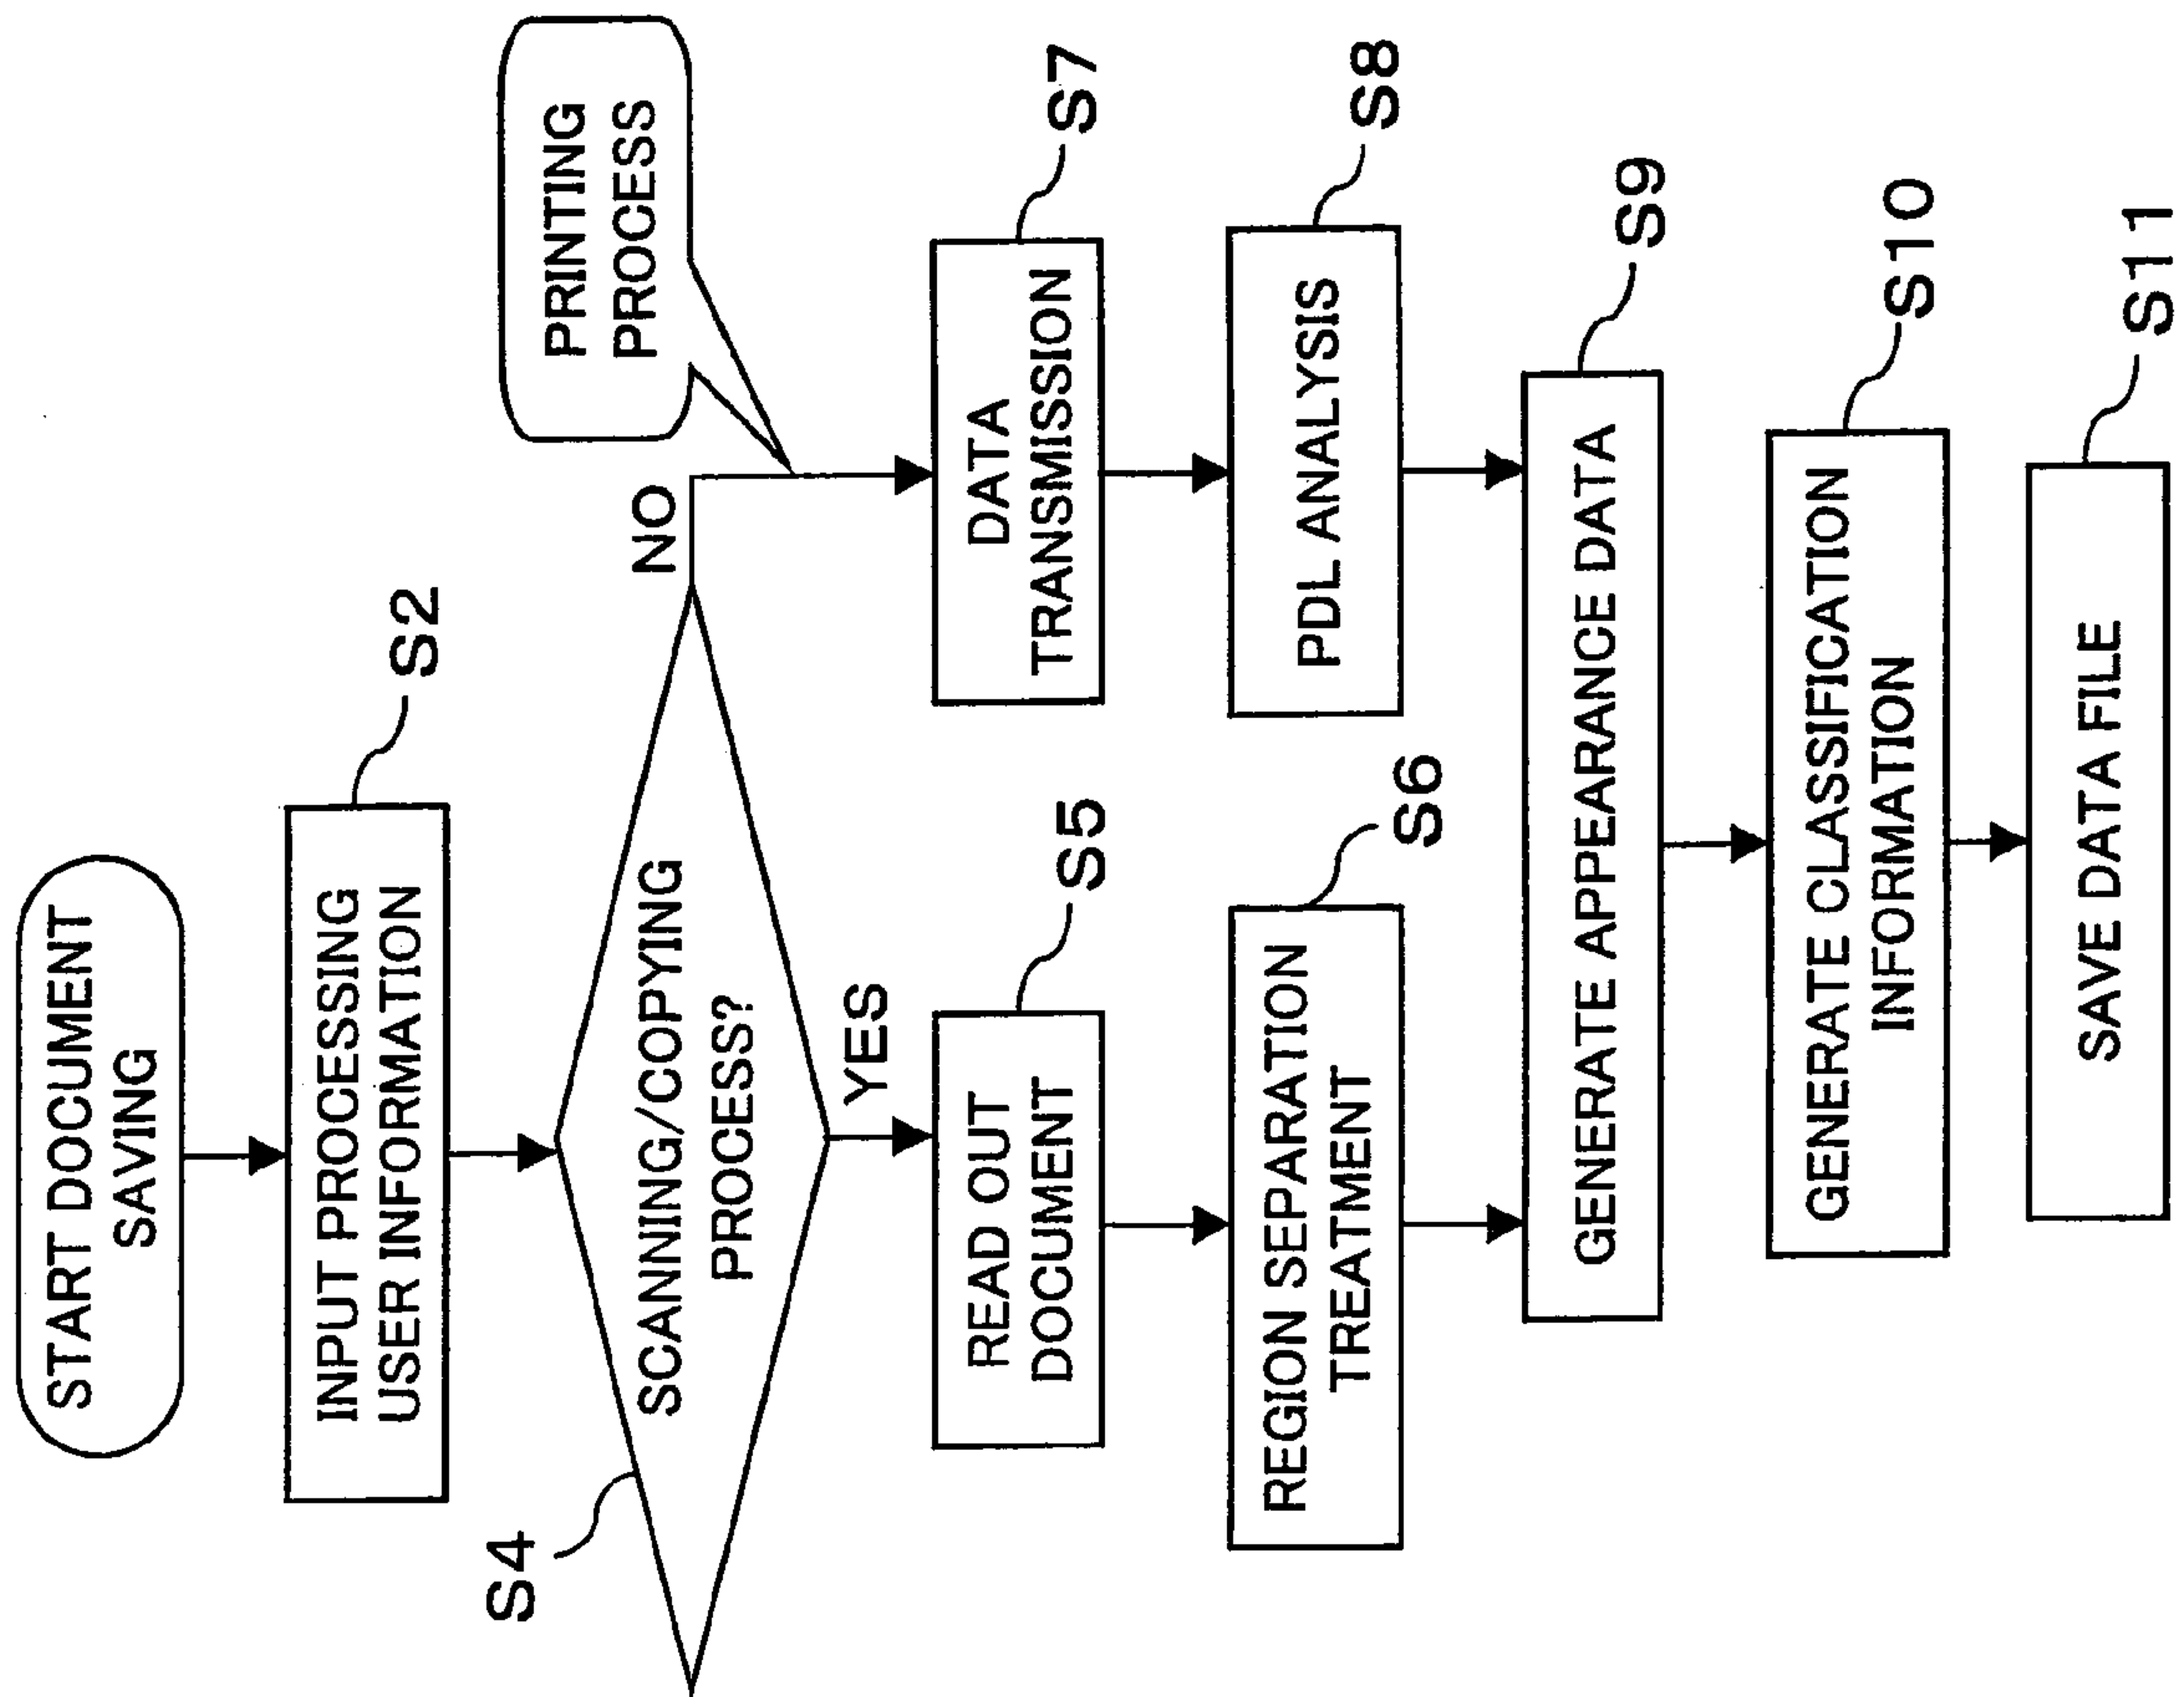 START DOCUMENT
SAVING
INPUT PROCESSING
USER INFORMATION
S2
S4
SCANNING/COPYING
PROCESS?
NO
YES
PRINTING
PROCESS
READ OUT
DOCUMENT
S5
DATA
TRANSMISSION
S7
REGION SEPARATION
TREATMENT
S6
PDL ANALYSIS
S8
GENERATE APPEARANCE DATA
S9
GENERATE CLASSIFICATION
INFORMATION
S10
SAVE DATA FILE
S11